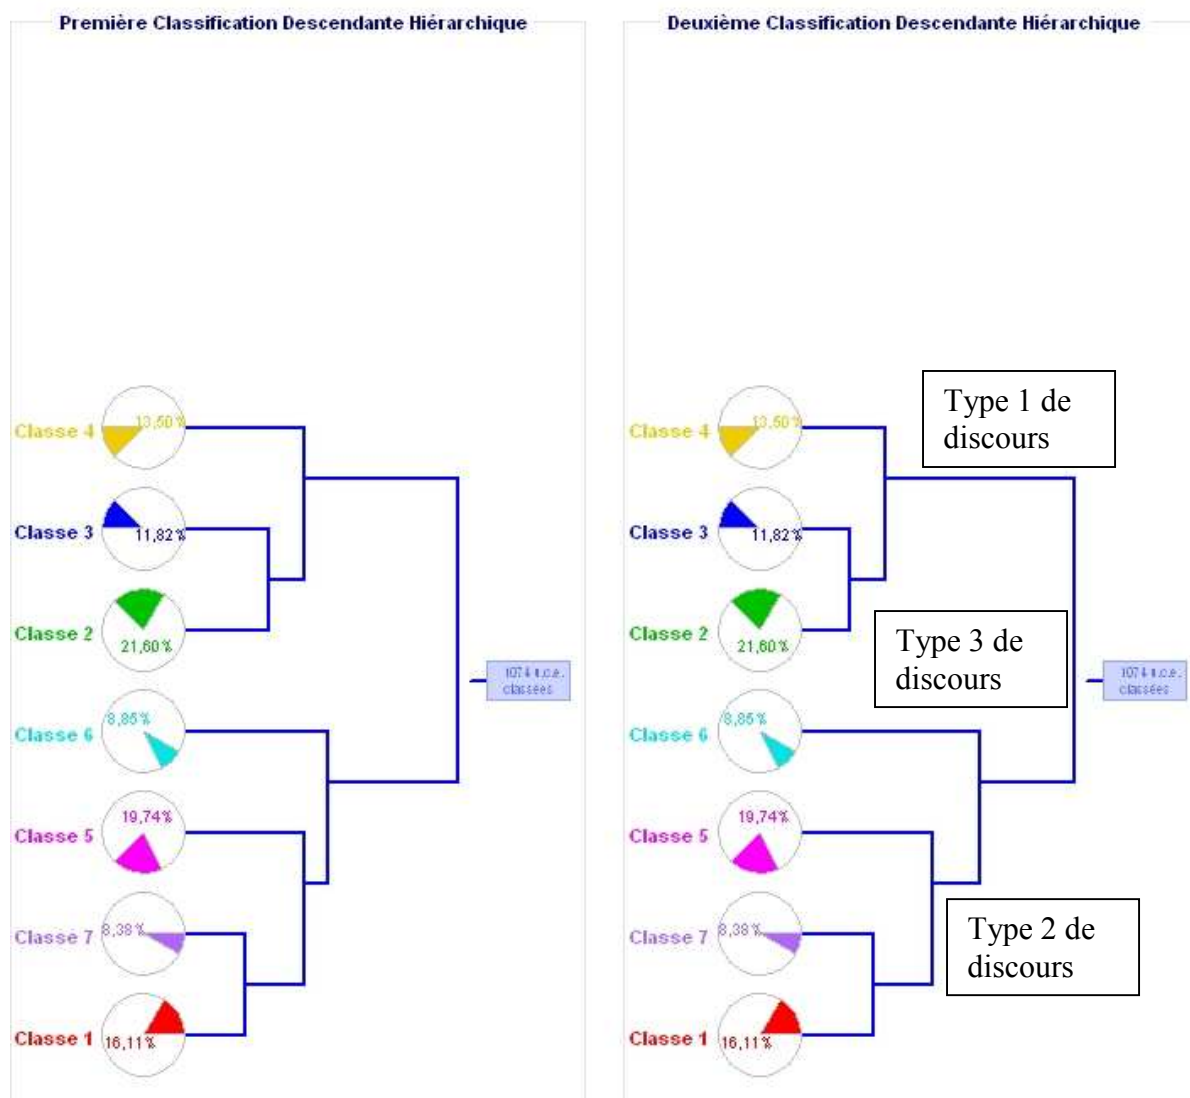 Première Classification Descendante Hiérarchique
Classe 4
13,50%
Classe 3
11,82%
Classe 2
21,60%
1074 u.c.e.
classées
Classe 6
8,85%
Classe 5
19,74%
Classe 7
8,38%
Classe 1
16,11%
Deuxième Classification Descendante Hiérarchique
Type 1 de
discours
Classe 4
13,50%
Classe 3
11,82%
Classe 2
21,60%
Type 3 de
discours
1074 u.c.e.
classées
Classe 6
8,85%
Classe 5
19,74%
Classe 7
8,38%
Type 2 de
discours
Classe 1
16,11%